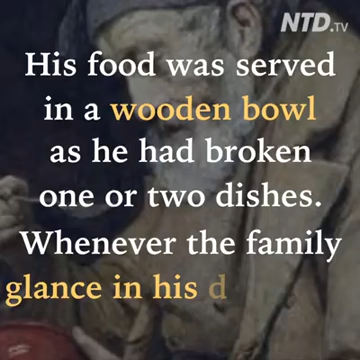 NTD.TV
His food was served
in a wooden bowl
as he had broken
one or two dishes.
Whenever the family
glance in his d